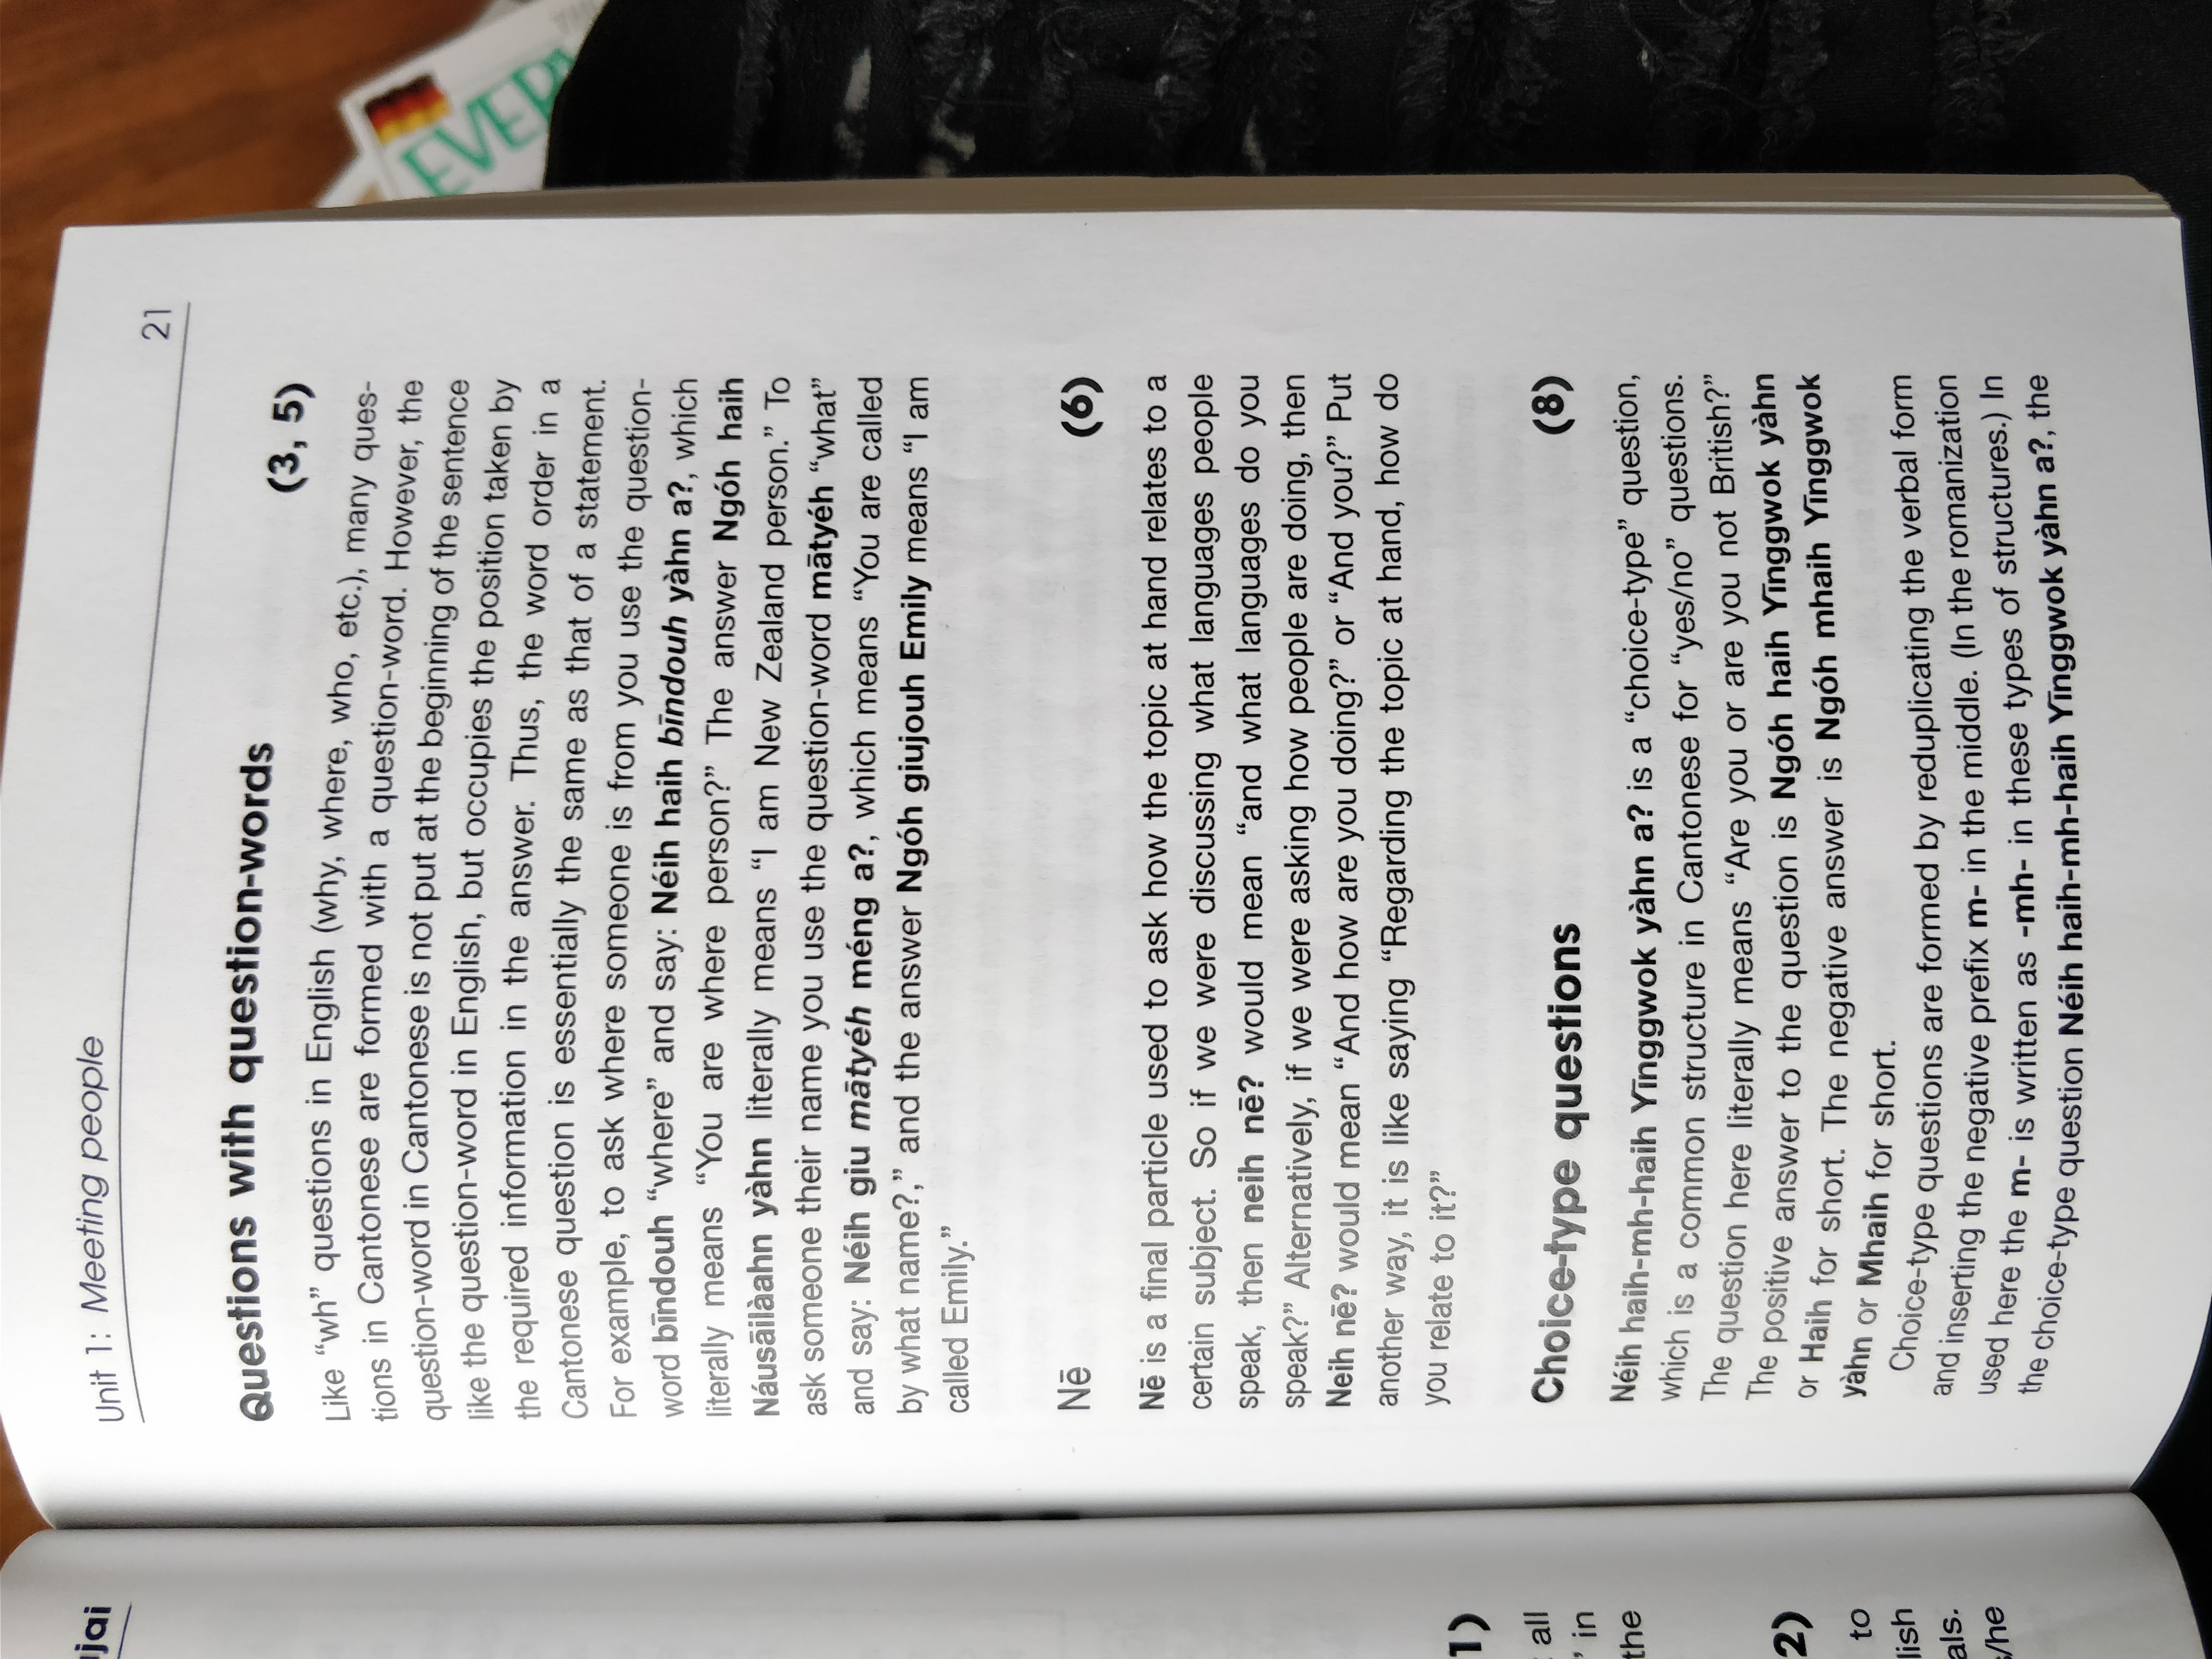 Unit 1: Meeting people 21
Questions with question-words (3, 5)
Like “wh” questions in English (why, where, who, etc.), many ques-
tions in Cantonese are formed with a question-word. However, the
question-word in Cantonese is not put at the beginning of the sentence
like the question-word in English, but occupies the position taken by
the required information in the answer. Thus, the word order in a
Cantonese question is essentially the same as that of a statement.
For example, to ask where someone is from you use the question-
word bīndouh “where” and say: Néih haih bīndouh yàhn a?, which
literally means “You are where person?” The answer Ngóh haih
Náusāilàahn yàhn literally means “I am New Zealand person.” To
ask someone their name you use the question-word mātyéh “what”
and say: Néih giu mātyéh méng a?, which means “You are called
by what name?,” and the answer Ngóh giujouh Emily means “I am
called Emily.”
Nē (6)
Nē is a final particle used to ask how the topic at hand relates to a
certain subject. So if we were discussing what languages people
speak, then neih nē? would mean “and what languages do you
speak?” Alternatively, if we were asking how people are doing, then
Neih nē? would mean “And how are you doing?” or “And you?” Put
another way, it is like saying “Regarding the topic at hand, how do
you relate to it?”
Choice-type questions (8)
Néih haih-mh-haih Yīnggwok yàhn a? is a “choice-type” question,
which is a common structure in Cantonese for “yes/no” questions.
The question here literally means “Are you or are you not British?”
The positive answer to the question is Ngóh haih Yīnggwok yàhn
or Haih for short. The negative answer is Ngóh mhaih Yīnggwok
yàhn or Mhaih for short.
Choice-type questions are formed by reduplicating the verbal form
and inserting the negative prefix m- in the middle. (In the romanization
used here the m- is written as -mh- in these types of structures.) In
the choice-type question Néih haih-mh-haih Yīnggwok yàhn a?, the
jai
1)
all
’ in
the
2)
to
lish
als.
s/he
EVER